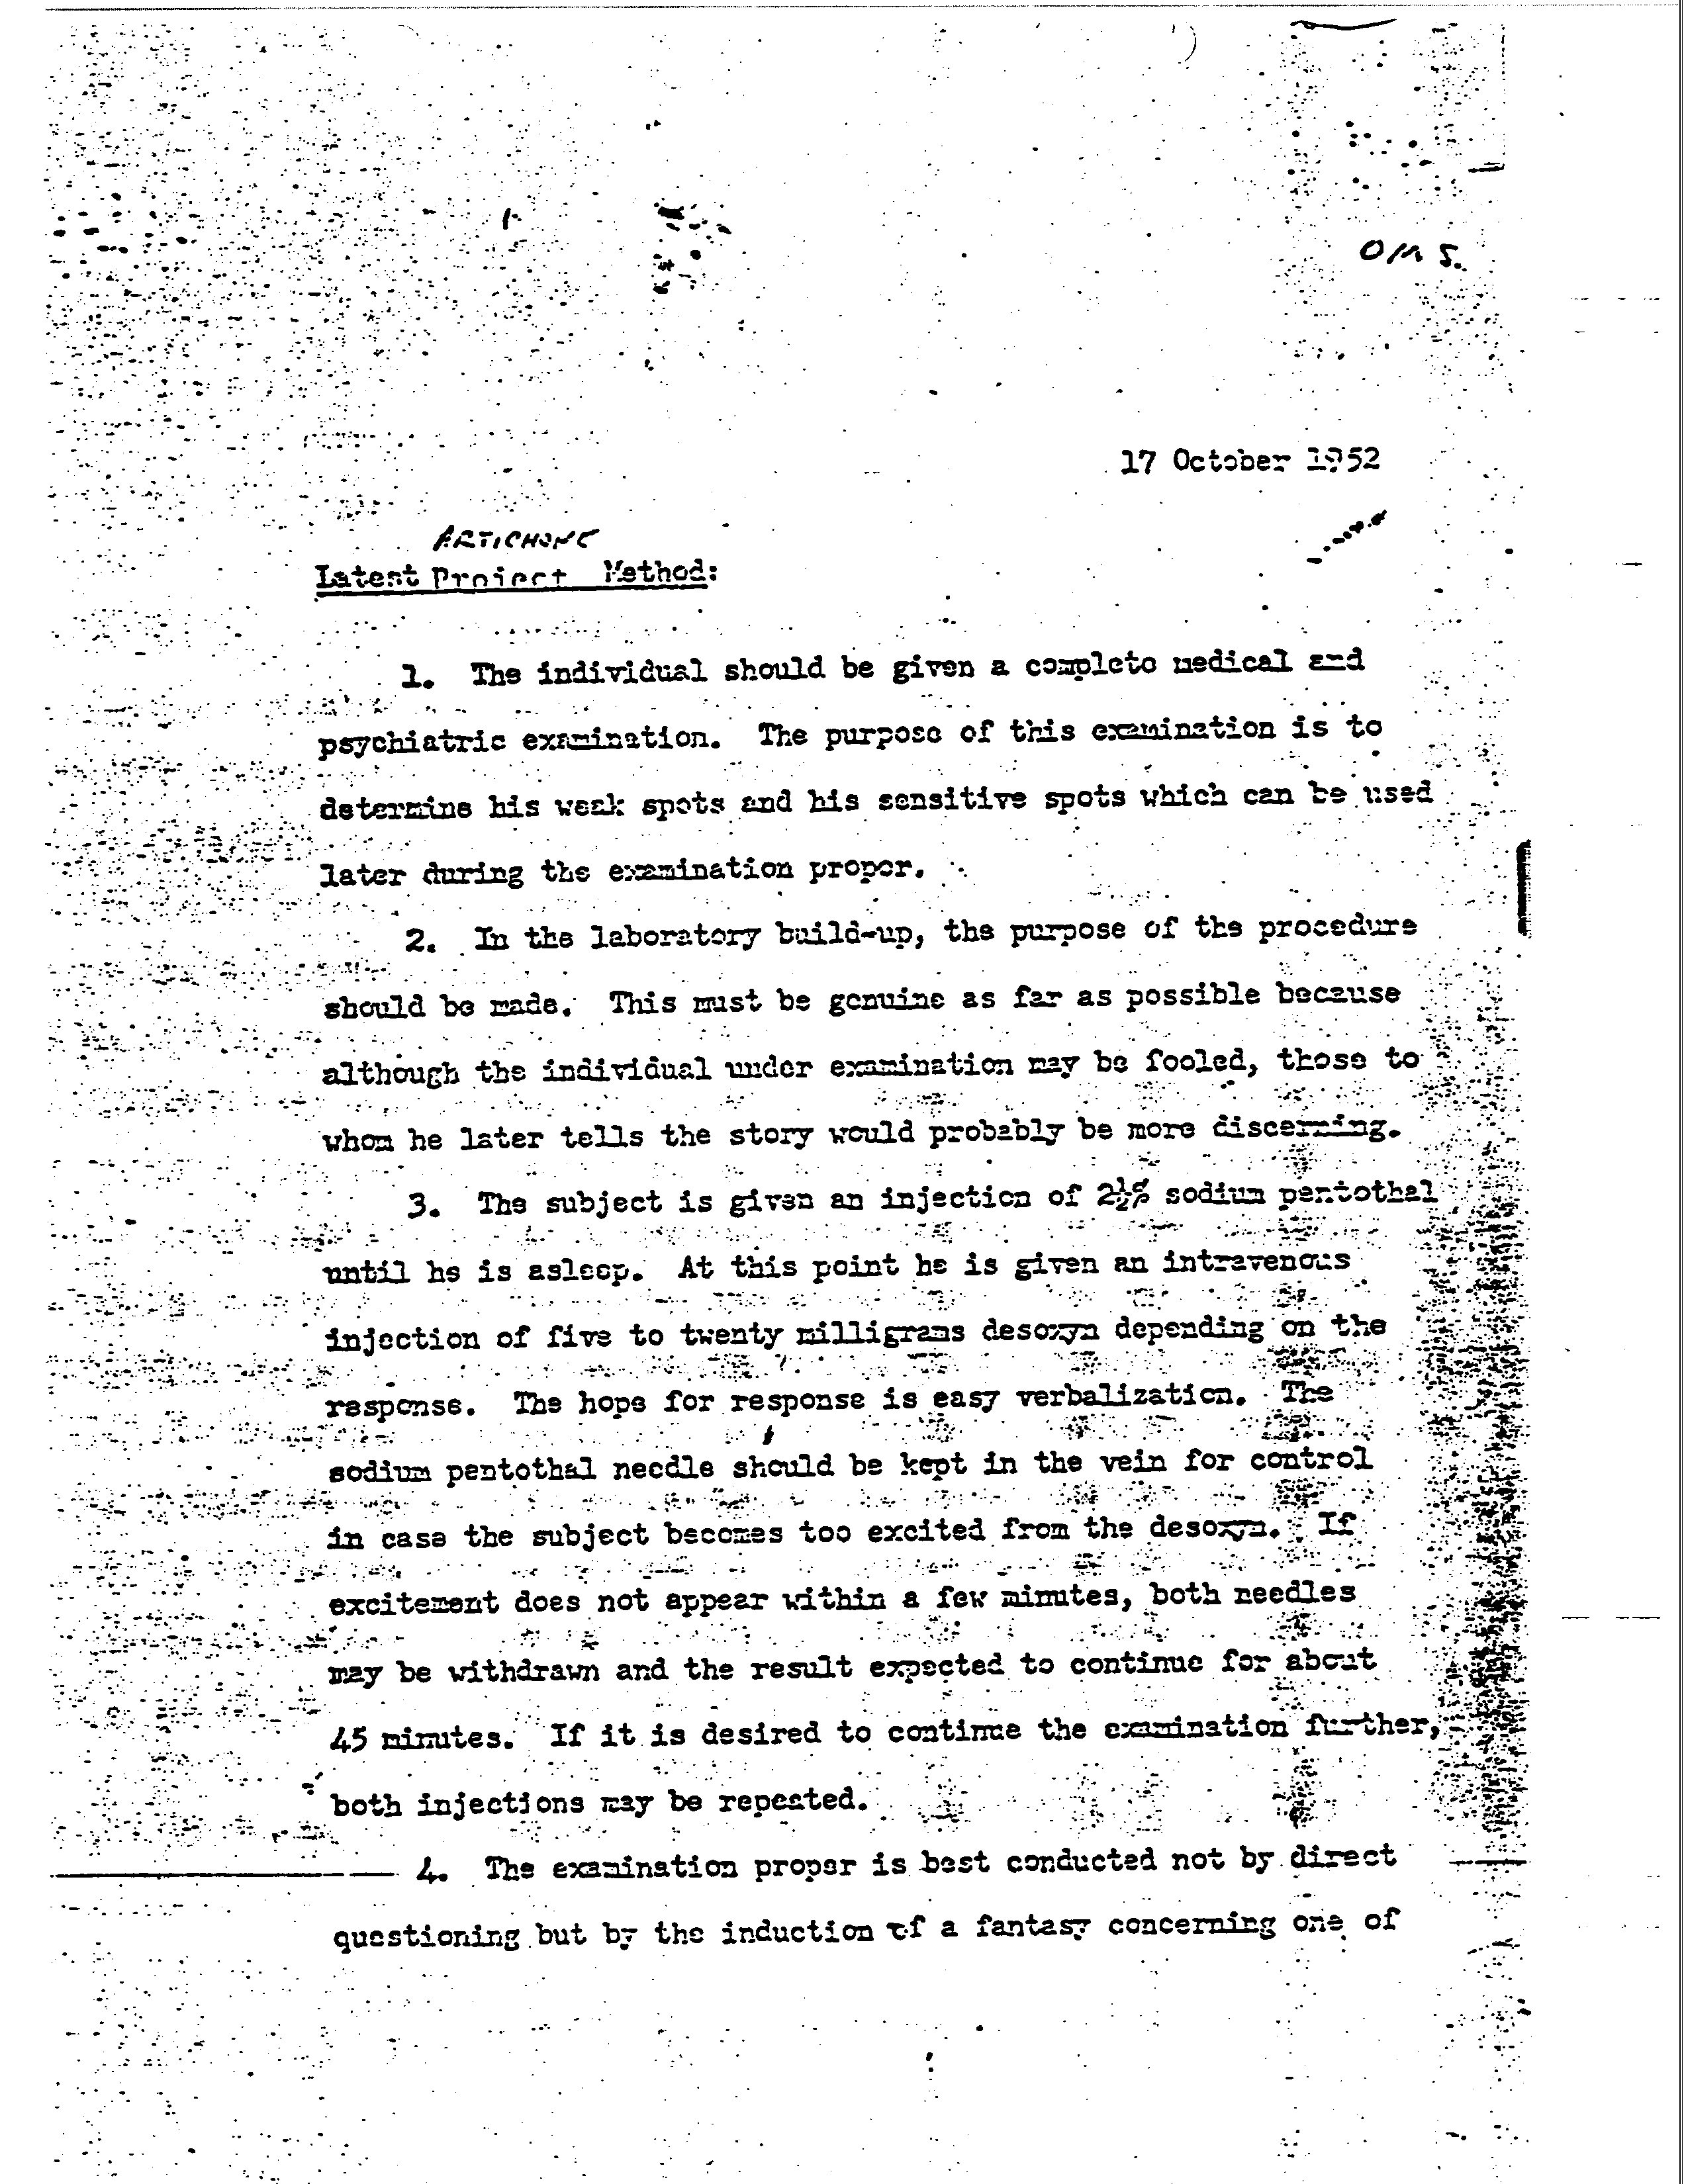 OMS.
17 October 1952
ARTICHOKE
Latest Project Method:
1. The individual should be given a complete medical and
psychiatric examination. The purpose of this examination is to
determine his weak spots and his sensitive spots which can be used
later during the examination proper.
2. In the laboratory build-up, the purpose of the procedure
should be made. This must be genuine as far as possible because
although the individual under examination may be fooled, those to
whom he later tells the story would probably be more discerning.
3. The subject is given an injection of 2½% sodium pentothal
until he is asleep. At this point he is given an intravenous
injection of five to twenty milligrams desoxyn depending on the
response. The hope for response is easy verbalization. The
sodium pentothal needle should be kept in the vein for control
in case the subject becomes too excited from the desoxyn. If
excitement does not appear within a few minutes, both needles
may be withdrawn and the result expected to continue for about
45 minutes. If it is desired to continue the examination further,
both injections may be repeated.
4. The examination proper is best conducted not by direct
questioning but by the induction of a fantasy concerning one of